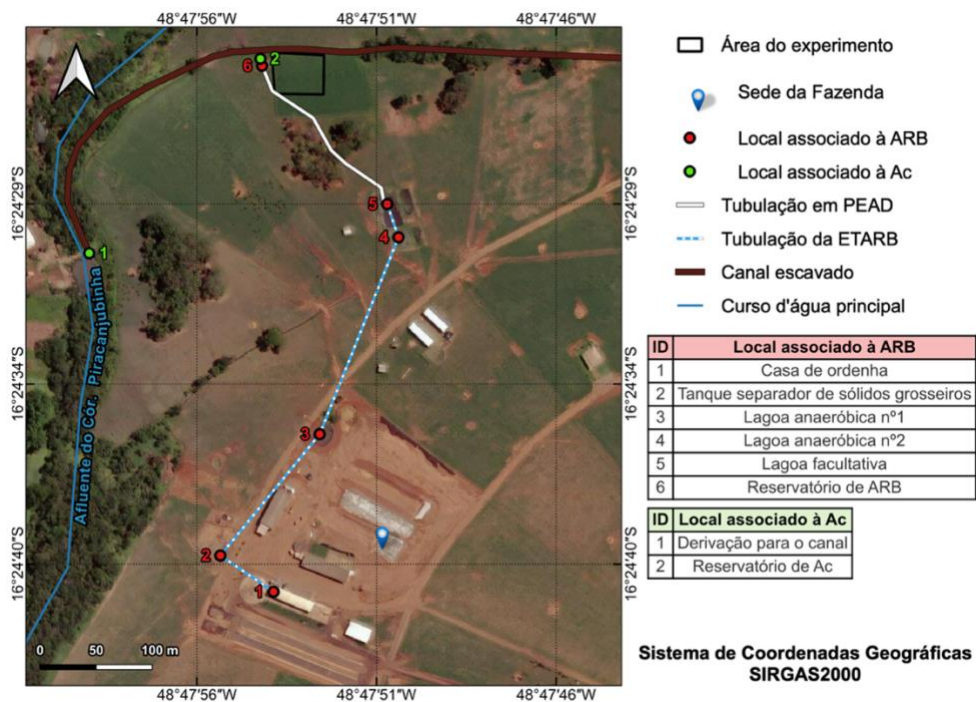 48°47'56"W 48°47'51"W 48°47'46"W
16°24'29"S
16°24'34"S
16°24'40"S
2
6
5
4
1
3
2
1
Afluente do Cór. Piracanjubinha
0 50 100 m
16°24'29"S
16°24'34"S
16°24'40"S
48°47'56"W 48°47'51"W 48°47'46"W
Área do experimento
Sede da Fazenda
Local associado à ARB
Local associado à Ac
Tubulação em PEAD
Tubulação da ETARB
Canal escavado
Curso d'água principal
ID Local associado à ARB
1 Casa de ordenha
2 Tanque separador de sólidos grosseiros
3 Lagoa anaeróbica nº1
4 Lagoa anaeróbica nº2
5 Lagoa facultativa
6 Reservatório de ARB
ID Local associado à Ac
1 Derivação para o canal
2 Reservatório de Ac
Sistema de Coordenadas Geográficas
SIRGAS2000